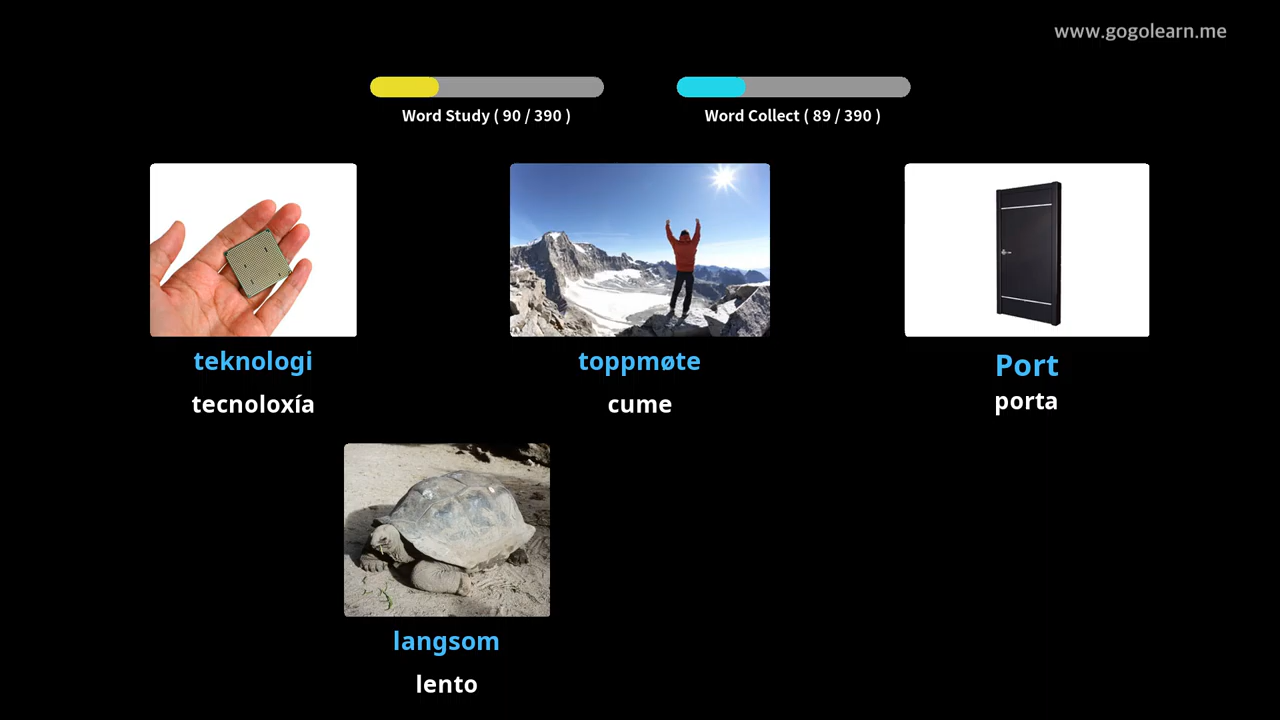 www.gogolearn.me
Word Study ( 90 / 390 )
Word Collect ( 89 / 390 )
teknologi
tecnoloxía
toppmøte
cume
Port
porta
langsom
lento